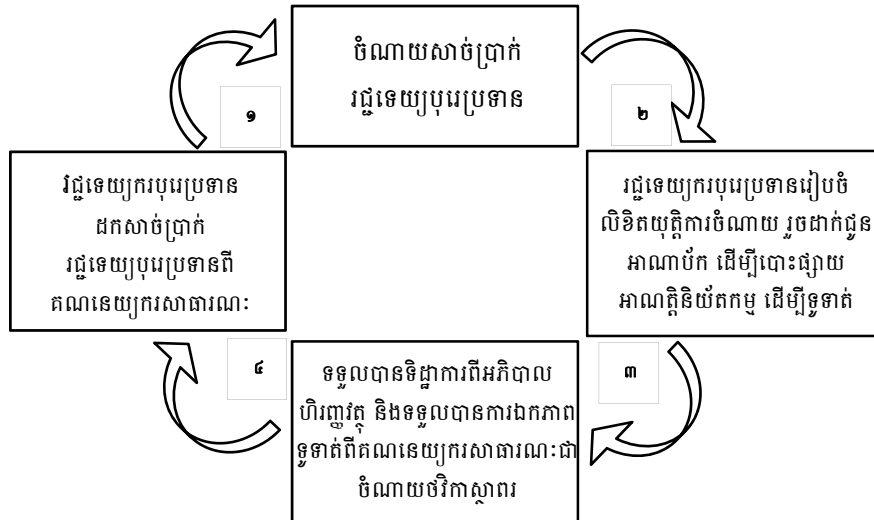 ចំណាយសាច់ប្រាក់
រជ្ជទេយ្យបុរេប្រទាន
១
២
រជ្ជទេយ្យករបុរេប្រទាន
ដកសាច់ប្រាក់
រជ្ជទេយ្យបុរេប្រទានពី
គណនេយ្យករសាធារណៈ
រជ្ជទេយ្យករបុរេប្រទានរៀបចំ
លិខិតយុត្តិការចំណាយ រួចដាក់ជូន
អាណាប័ក ដើម្បីបោះផ្សាយ
អាណត្តិនិយ័តកម្ម ដើម្បីទូទាត់
៤
៣
ទទួលបានទិដ្ឋាការពីអភិបាល
ហិរញ្ញវត្ថុ និងទទួលបានការឯកភាព
ទូទាត់ពីគណនេយ្យករសាធារណៈជា
ចំណាយថវិកាស្ថាពរ